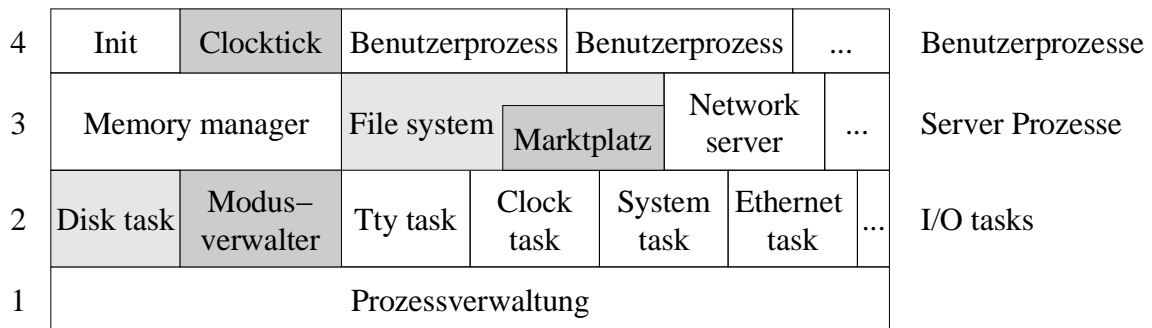 4 Init Clocktick Benutzerprozess Benutzerprozess ... Benutzerprozesse
3 Memory manager File system Marktplatz Network server ... Server Prozesse
2 Disk task Modus– verwalter Tty task Clock task System task Ethernet task ... I/O tasks
1 Prozessverwaltung